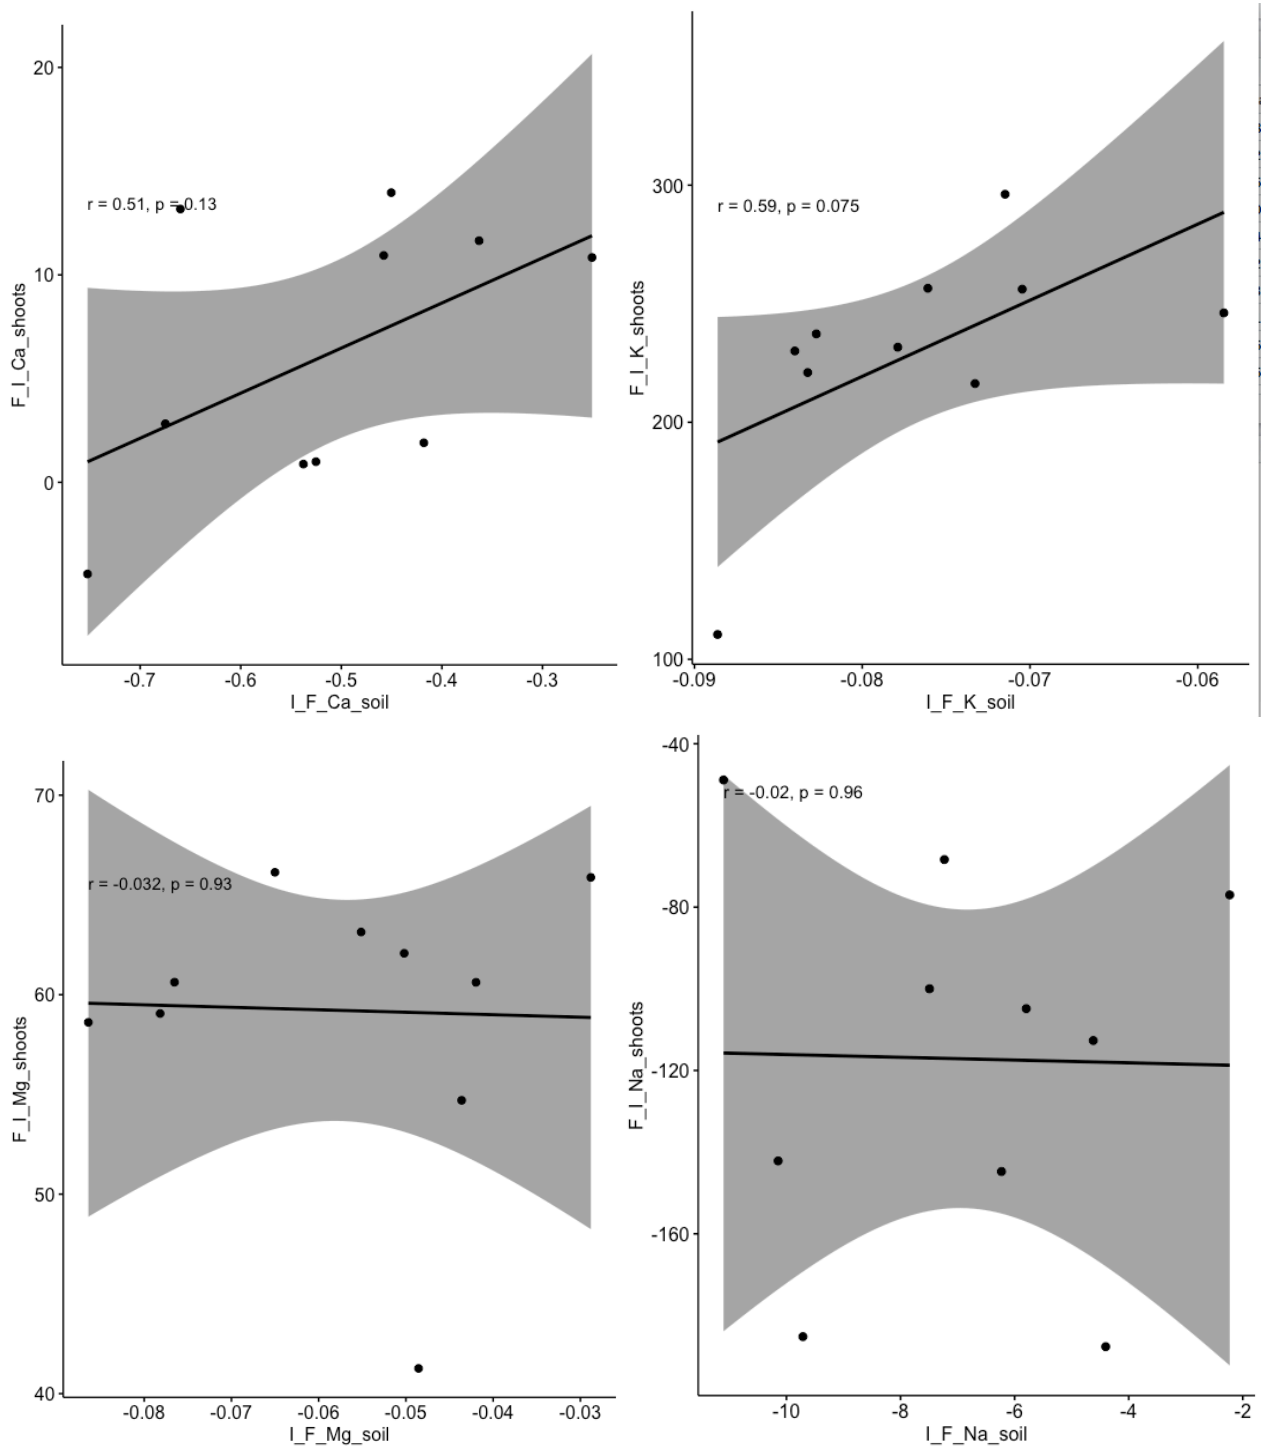 20
10
0
r = 0.51, p = 0.13
F_I_Ca_shoots
-0.7 -0.6 -0.5 -0.4 -0.3
I_F_Ca_soil
300
200
100
r = 0.59, p = 0.075
F_I_K_shoots
-0.09 -0.08 -0.07 -0.06
I_F_K_soil
70
60
50
40
r = -0.032, p = 0.93
F_I_Mg_shoots
-0.08 -0.07 -0.06 -0.05 -0.04 -0.03
I_F_Mg_soil
-40
-80
-120
-160
r = -0.02, p = 0.96
F_I_Na_shoots
-10 -8 -6 -4 -2
I_F_Na_soil